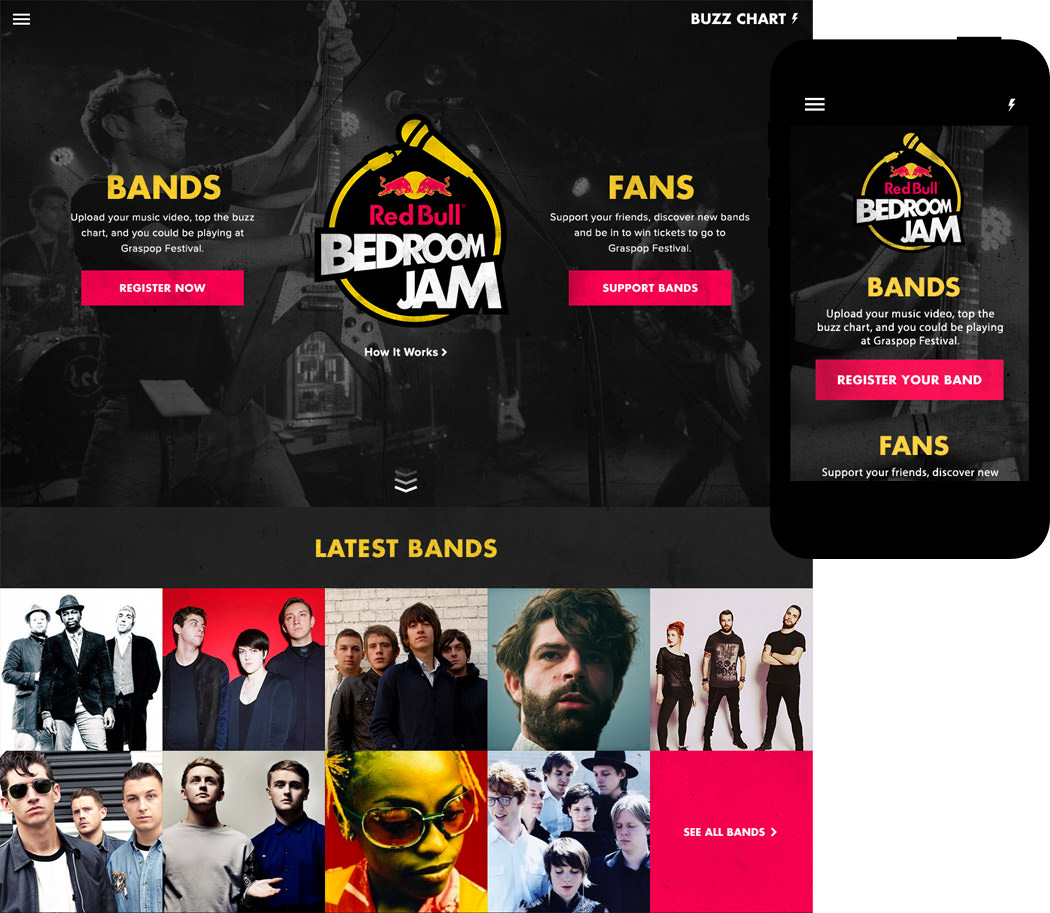 BUZZ CHART
BANDS
Upload your music video, top the buzz
chart, and you could be playing at
Graspop Festival.
REGISTER NOW
Red Bull
BEDROOM
JAM
How It Works
FANS
Support your friends, discover new bands
and be in to win tickets to go to
Graspop Festival.
SUPPORT BANDS
LATEST BANDS
SEE ALL BANDS
Red Bull
BEDROOM
JAM
BANDS
Upload your music video, top the
buzz chart, and you could be playing
at Graspop Festival.
REGISTER YOUR BAND
FANS
Support your friends, discover new